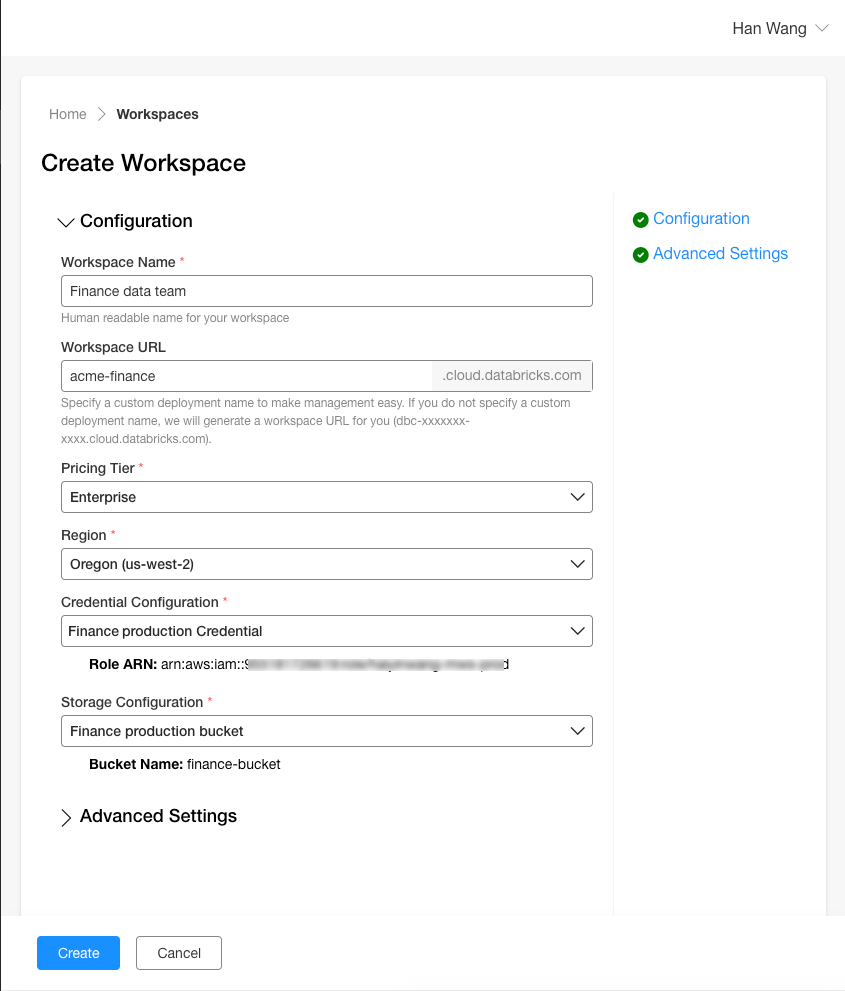 Han Wang
Home > Workspaces
Create Workspace
Configuration
Workspace Name *
Finance data team
Human readable name for your workspace
Workspace URL
acme-finance .cloud.databricks.com
Specify a custom deployment name to make management easy. If you do not specify a custom
deployment name, we will generate a workspace URL for you (dbc-xxxxxxx-
xxxx.cloud.databricks.com).
Pricing Tier *
Enterprise
Region *
Oregon (us-west-2)
Credential Configuration *
Finance production Credential
Role ARN: arn:aws:iam::
Storage Configuration *
Finance production bucket
Bucket Name: finance-bucket
Advanced Settings
Configuration
Advanced Settings
Create Cancel